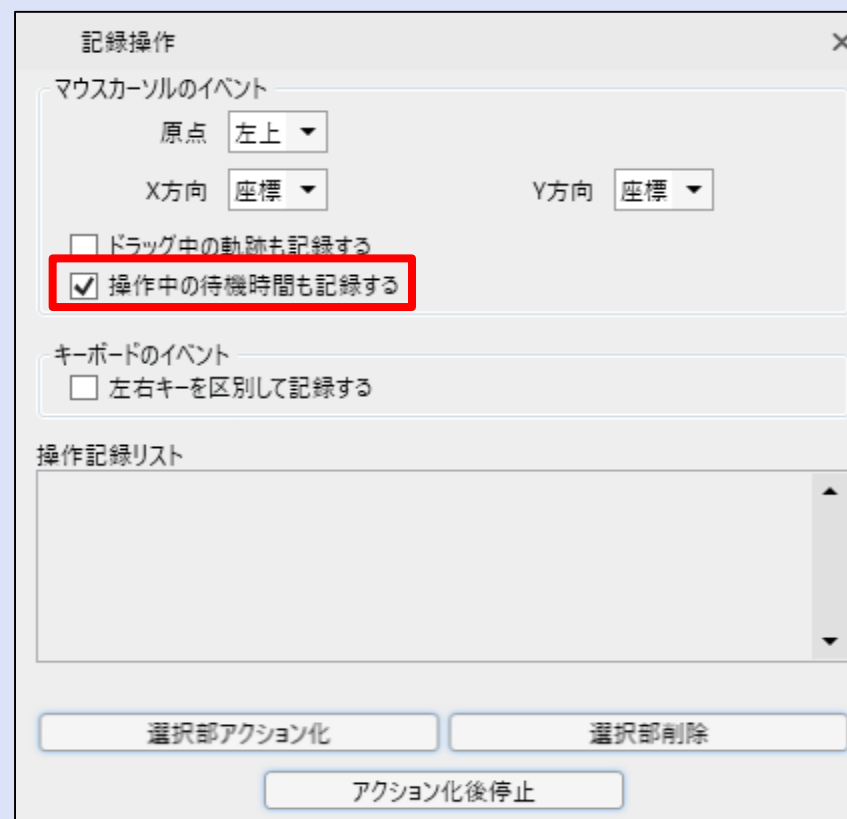 記録操作
マウスカーソルのイベント
原点 左上
X方向 座標 Y方向 座標
ドラッグ中の軌跡も記録する
操作中の待機時間も記録する
キーボードのイベント
左右キーを区別して記録する
操作記録リスト
選択部アクション化 選択部削除
アクション化後停止